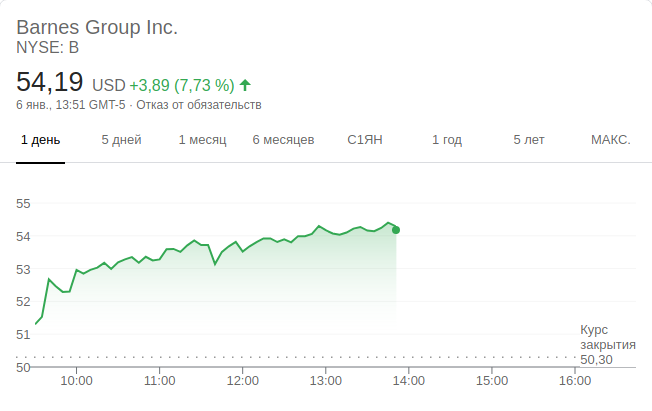 Barnes Group Inc.
NYSE: B
54,19 USD +3,89 (7,73 %)
6 янв., 13:51 GMT-5 · Отказ от обязательств
1 день 5 дней 1 месяц 6 месяцев С1ЯН 1 год 5 лет МАКС.
55
54
53
52
51
50
Курс
закрытия
50,30
10:00 11:00 12:00 13:00 14:00 15:00 16:00